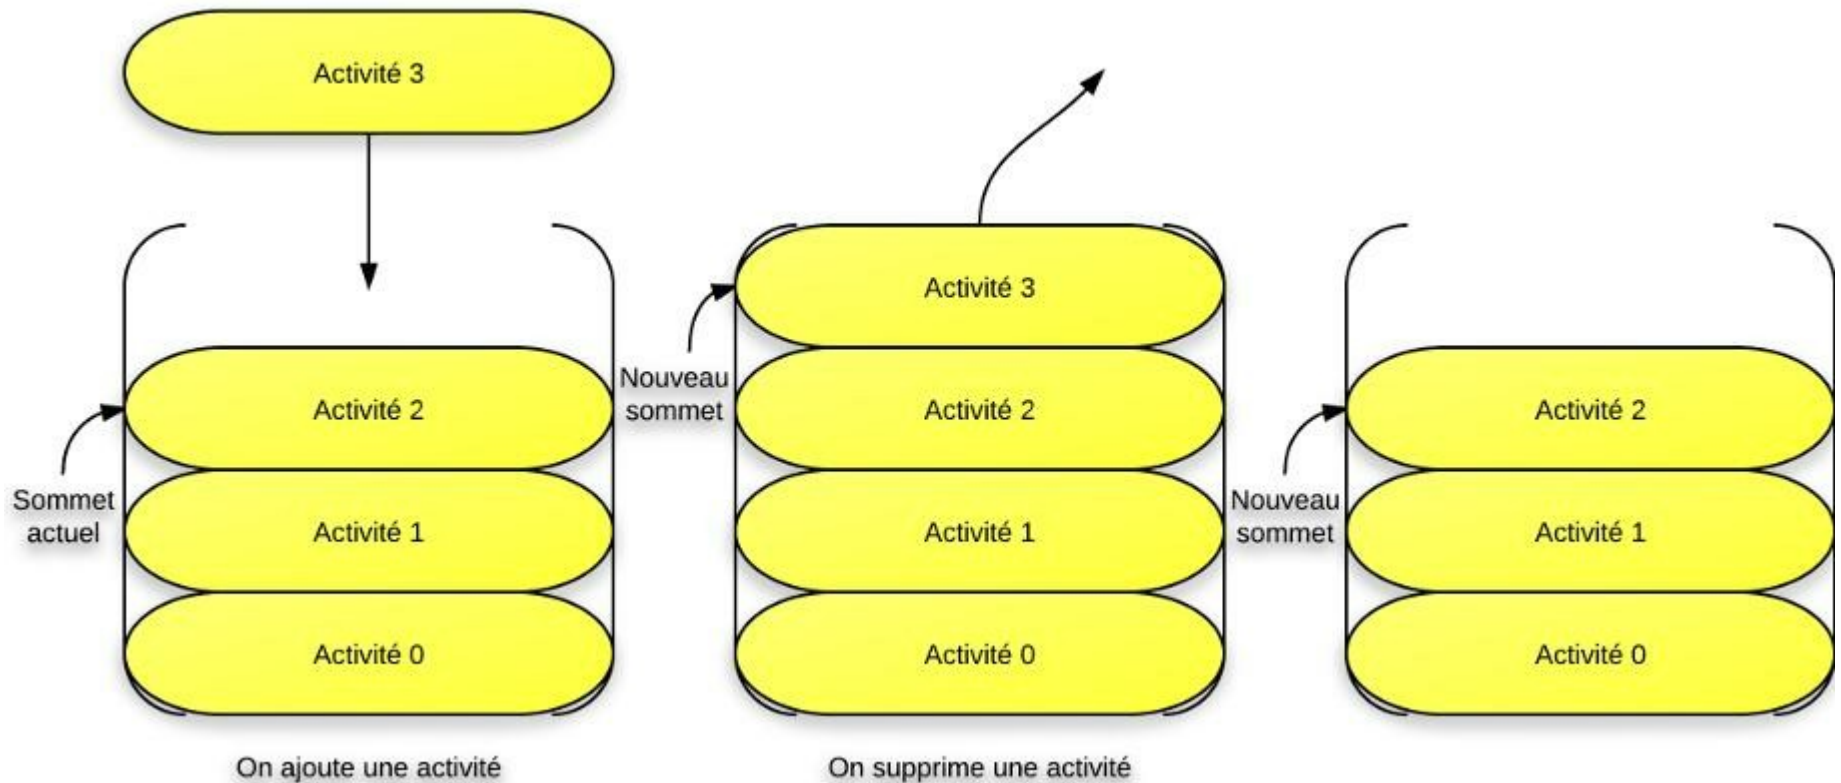 Activité 3
Activité 2
Sommet
actuel
Activité 1
Activité 0
On ajoute une activité
Nouveau
sommet
Activité 3
Activité 2
Activité 1
Activité 0
On supprime une activité
Nouveau
sommet
Activité 2
Activité 1
Activité 0